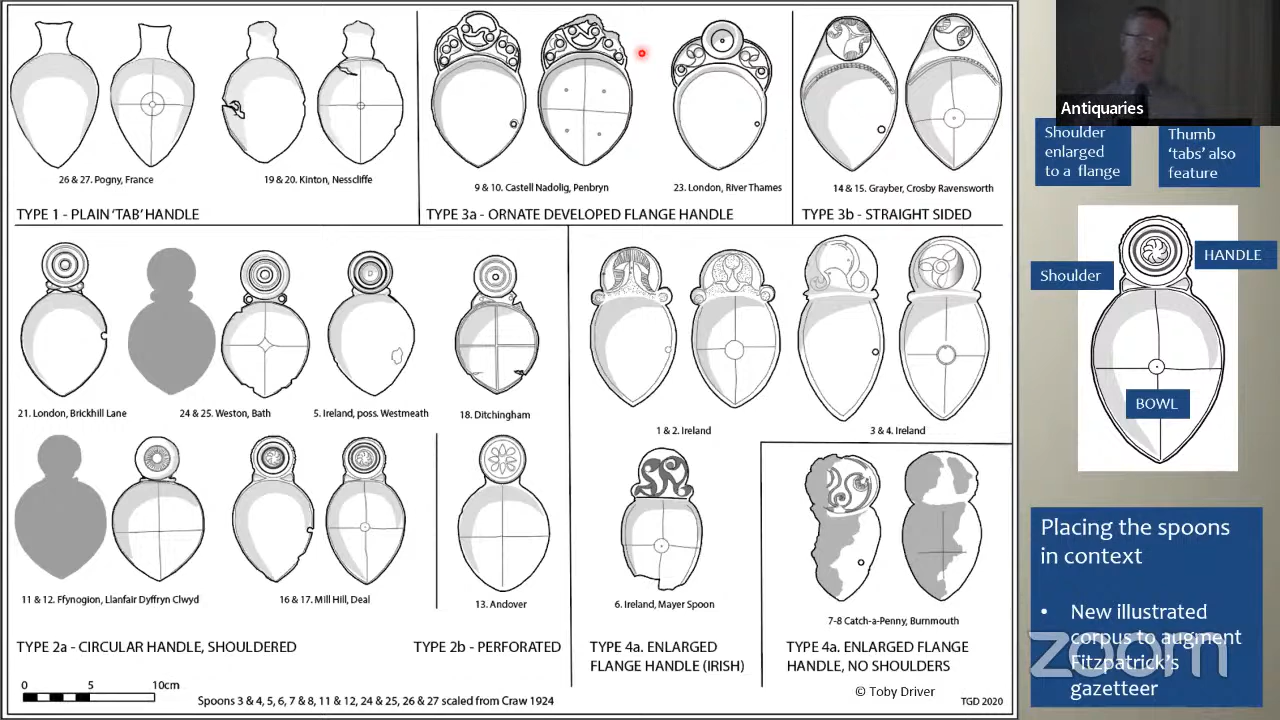 26 & 27. Pogny, France
19 & 20. Kinton, Nesscliffe
TYPE 1 - PLAIN 'TAB' HANDLE
9 & 10. Castell Nadolig, Penbryn
23. London, River Thames
TYPE 3a - ORNATE DEVELOPED FLANGE HANDLE
14 & 15. Grayber, Crosby Ravensworth
TYPE 3b - STRAIGHT SIDED
21. London, Brickhill Lane
24 & 25. Weston, Bath
5. Ireland, poss. Westmeath
18. Ditchingham
11 & 12. Ffynogion, Llanfair Dyffryn Clwyd
16 & 17. Mill Hill, Deal
13. Andover
TYPE 2a - CIRCULAR HANDLE, SHOULDERED
TYPE 2b - PERFORATED
1 & 2. Ireland
3 & 4. Ireland
6. Ireland, Mayer Spoon
TYPE 4a. ENLARGED
FLANGE HANDLE (IRISH)
7-8 Catch-a-Penny, Burnmouth
TYPE 4a. ENLARGED FLANGE
HANDLE, NO SHOULDERS
0 5 10cm
Spoons 3 & 4, 5, 6, 7 & 8, 11 & 12, 24 & 25, 26 & 27 scaled from Craw 1924
© Toby Driver
TGD 2020
Antiquaries
Shoulder
enlarged
to a flange
Thumb
'tabs' also
feature
HANDLE
Shoulder
BOWL
Placing the spoons
in context
• New illustrated
corpus to augment
Fitzpatrick's
gazetteer
zoom